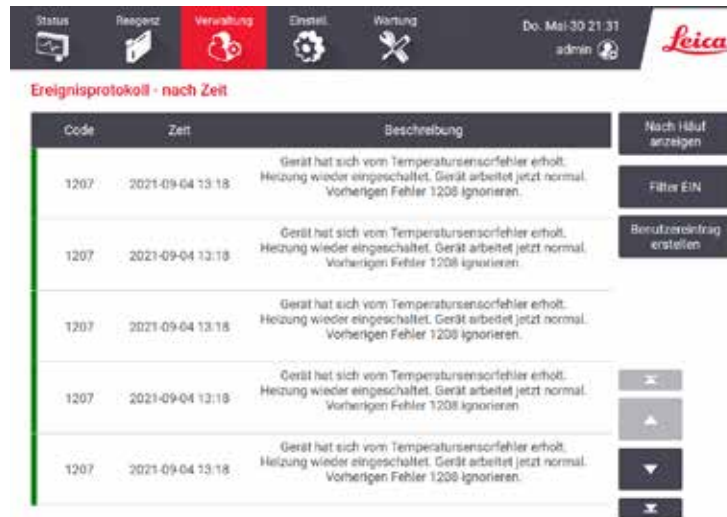 Status Reagenz Verwaltung Einstell. Wartung Do. Mai-30 21:31
admin
Leica
Ereignisprotokoll - nach Zeit
Code Zeit Beschreibung
Nach Häuf
anzeigen
Filter EIN
Benutzereintrag
erstellen
Gerät hat sich vom Temperatursensorfehler erholt.
1207 2021-09-04 13:18 Heizung wieder eingeschaltet. Gerät arbeitet jetzt normal.
Vorherigen Fehler 1208 ignorieren.
Gerät hat sich vom Temperatursensorfehler erholt.
1207 2021-09-04 13:18 Heizung wieder eingeschaltet. Gerät arbeitet jetzt normal.
Vorherigen Fehler 1208 ignorieren.
Gerät hat sich vom Temperatursensorfehler erholt.
1207 2021-09-04 13:18 Heizung wieder eingeschaltet. Gerät arbeitet jetzt normal.
Vorherigen Fehler 1208 ignorieren.
Gerät hat sich vom Temperatursensorfehler erholt.
1207 2021-09-04 13:18 Heizung wieder eingeschaltet. Gerät arbeitet jetzt normal.
Vorherigen Fehler 1208 ignorieren.
Gerät hat sich vom Temperatursensorfehler erholt.
1207 2021-09-04 13:18 Heizung wieder eingeschaltet. Gerät arbeitet jetzt normal.
Vorherigen Fehler 1208 ignorieren.